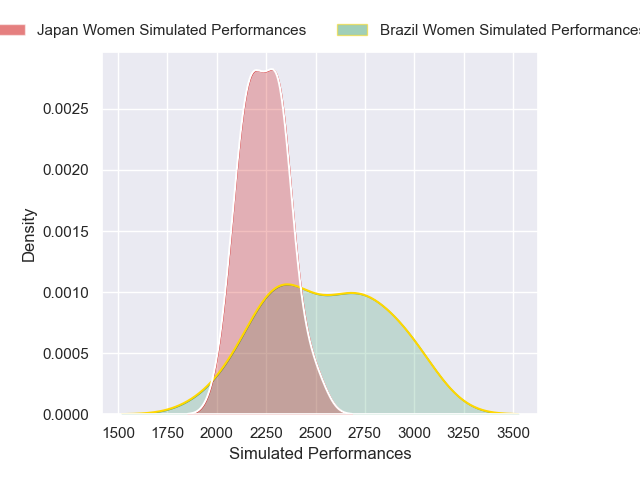 Japan Women Simulated Performances Brazil Women Simulated Performances
0.0025
0.0020
0.0015
0.0010
0.0005
0.0000
Density
1500 1750 2000 2250 2500 2750 3000 3250 3500
Simulated Performances